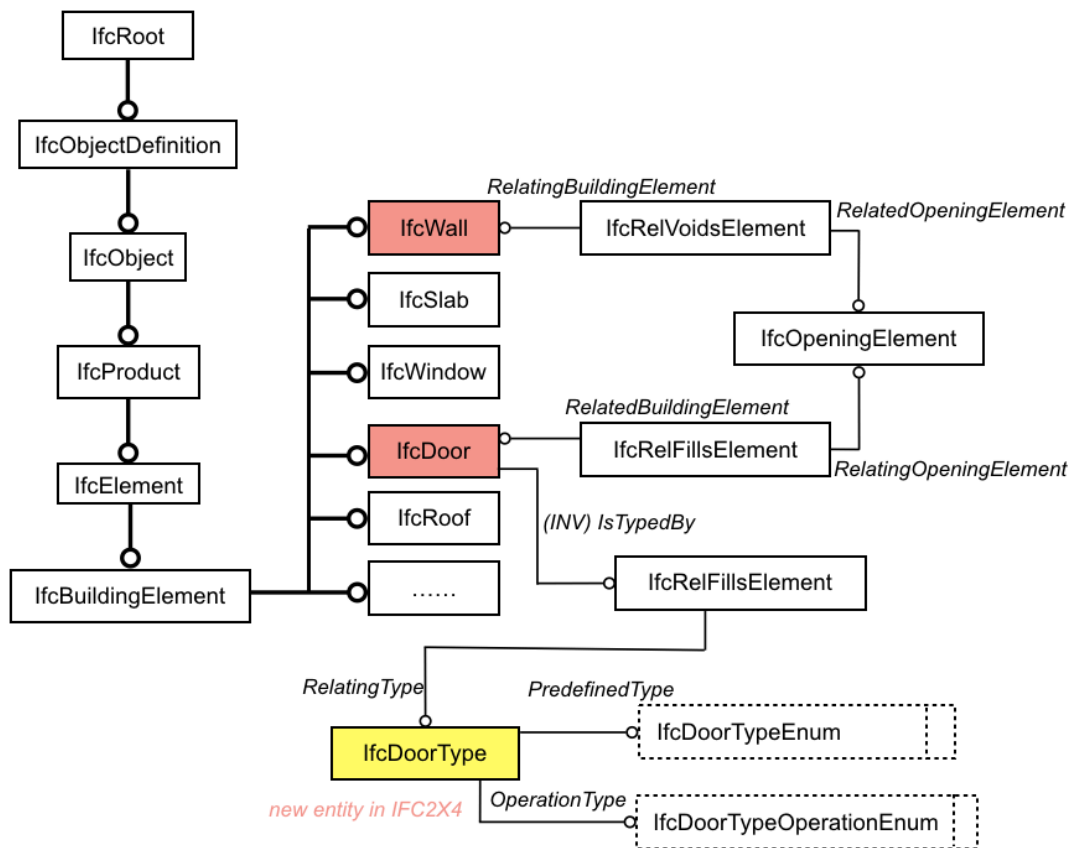 IfcRoot
IfcObjectDefinition
IfcObject
IfcProduct
IfcElement
IfcBuildingElement
IfcWall
IfcSlab
IfcWindow
IfcDoor
IfcRoof
......
RelatingBuildingElement
IfcRelVoidsElement
RelatedOpeningElement
IfcOpeningElement
RelatedBuildingElement
IfcRelFillsElement
RelatingOpeningElement
(INV) IsTypedBy
IfcRelFillsElement
RelatingType
PredefinedType
IfcDoorType
IfcDoorTypeEnum
new entity in IFC2X4
OperationType
IfcDoorTypeOperationEnum